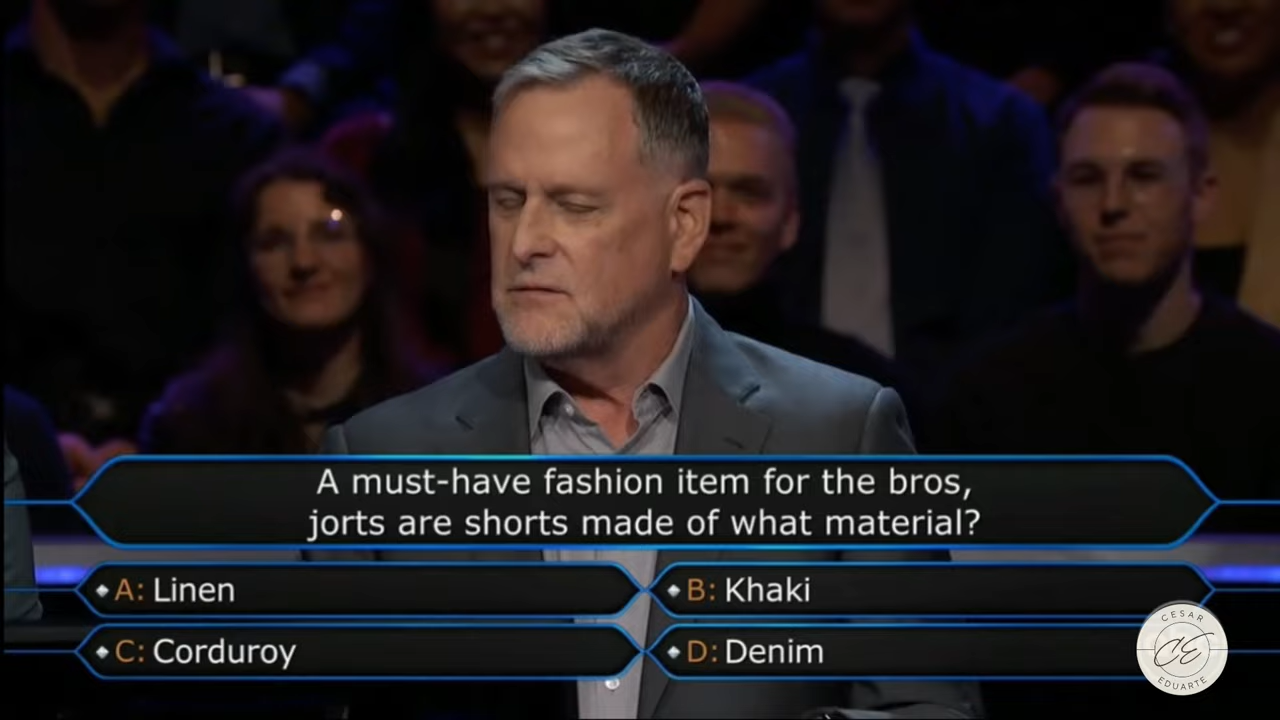 A must-have fashion item for the bros,
jorts are shorts made of what material?
A: Linen
B: Khaki
C: Corduroy
D: Denim
CESAR
CE
EDUARTE